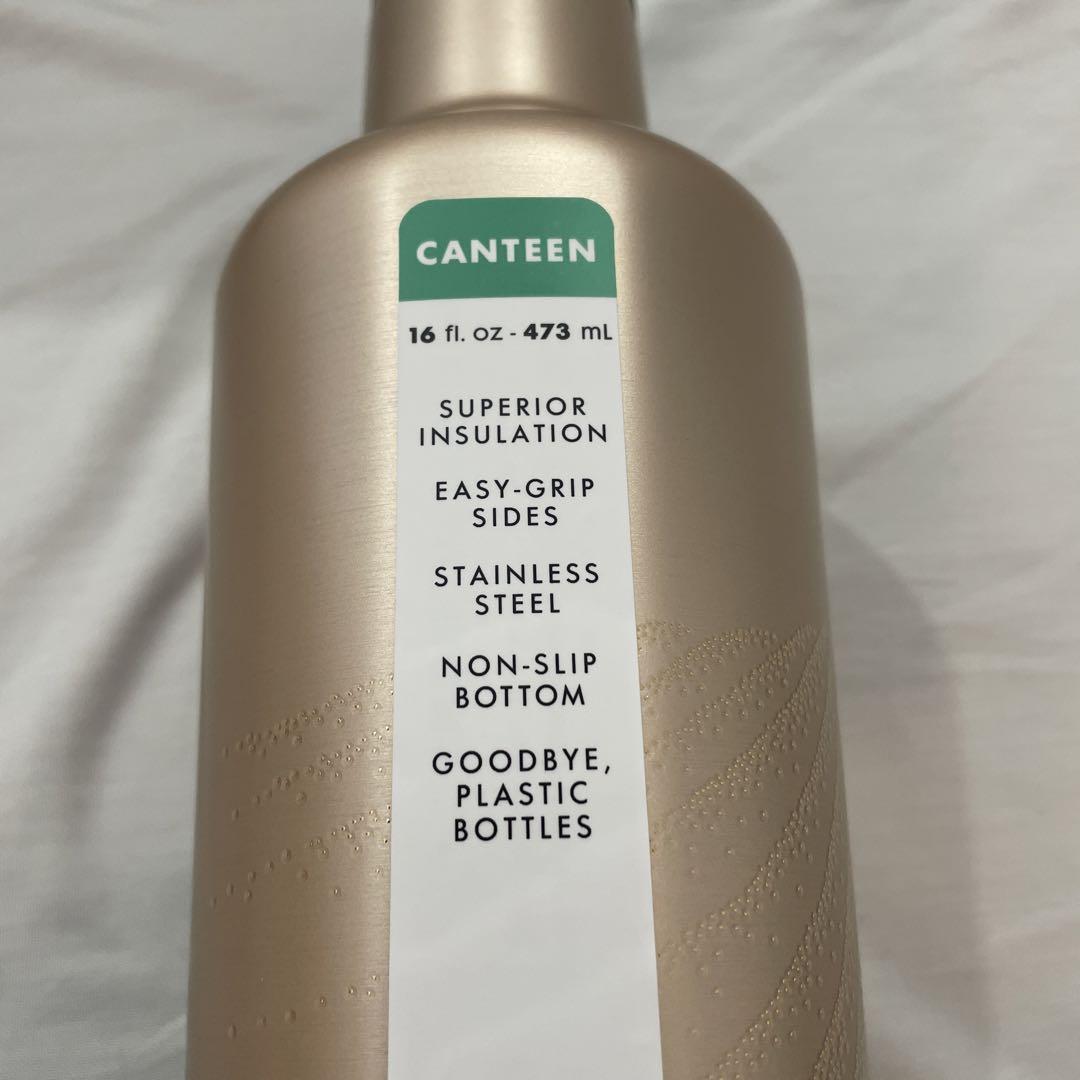 CANTEEN
16 fl. oz - 473 mL
SUPERIOR
INSULATION
EASY-GRIP
SIDES
STAINLESS
STEEL
NON-SLIP
BOTTOM
GOODBYE,
PLASTIC
BOTTLES